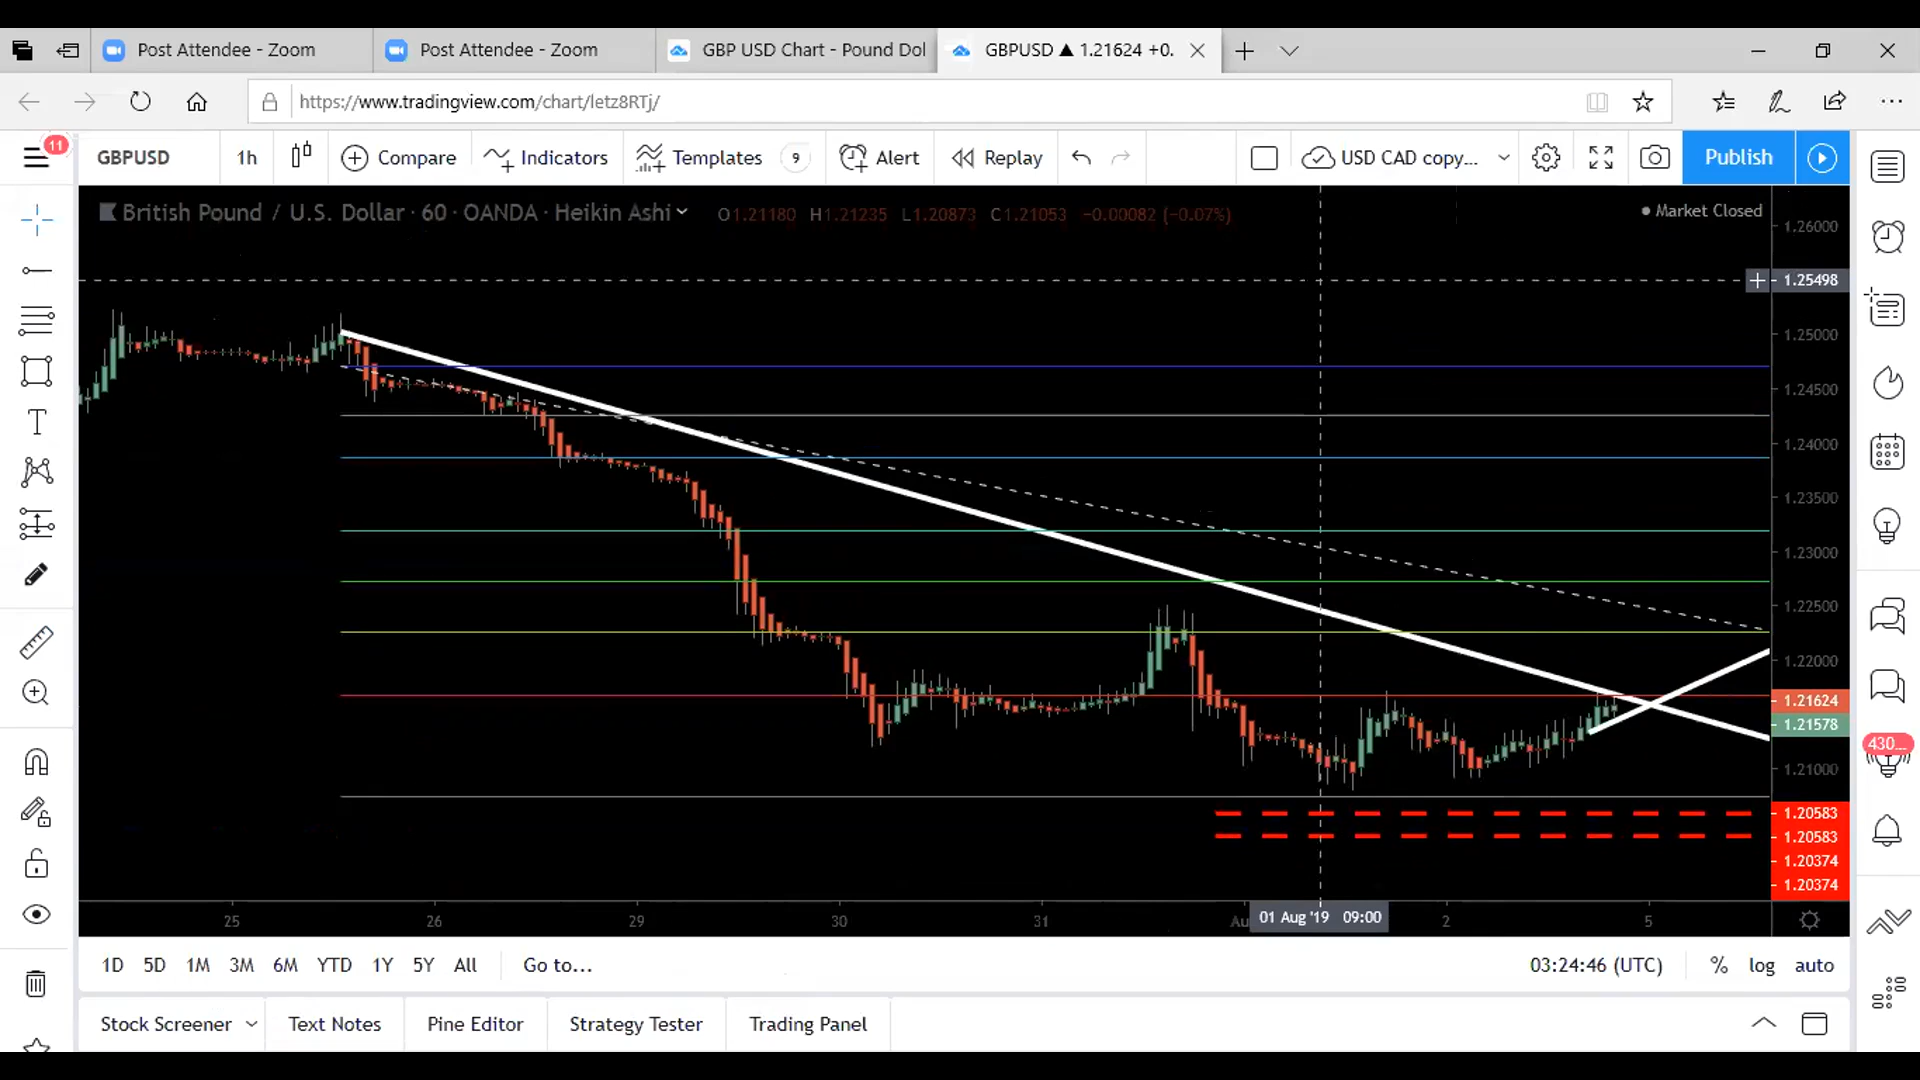 Post Attendee - Zoom
Post Attendee - Zoom
GBP USD Chart - Pound Dol
GBPUSD ▲ 1.21624 +0.
https://www.tradingview.com/chart/letz8RTj/
11
GBPUSD
1h
Compare
Indicators
Templates
9
Alert
Replay
USD CAD copy...
Publish
British Pound / U.S. Dollar · 60 · OANDA · Heikin Ashi
O1.21180 H1.21235 L1.20873 C1.21053 −0.00082 (−0.07%)
Market Closed
1.26000
1.25498
1.25000
1.24500
1.24000
1.23500
1.23000
1.22500
1.22000
1.21624
1.21578
1.21000
1.20583
1.20583
1.20374
1.20374
430...
25
26
29
30
31
Au
01 Aug '19 09:00
2
5
1D 5D 1M 3M 6M YTD 1Y 5Y All
Go to...
03:24:46 (UTC)
%
log
auto
Stock Screener
Text Notes
Pine Editor
Strategy Tester
Trading Panel